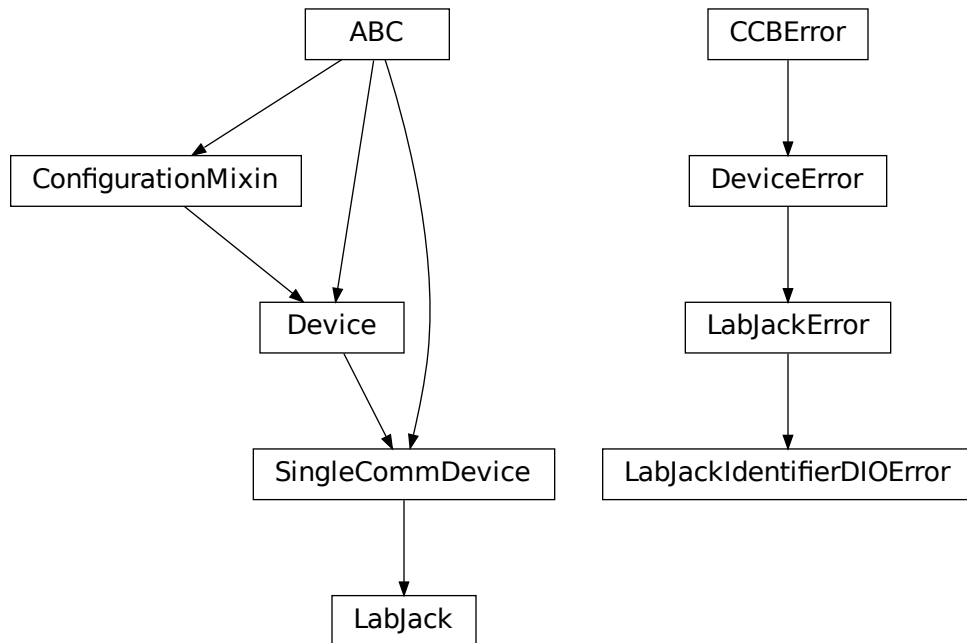 ABC
CCBError
ConfigurationMixin
DeviceError
Device
LabJackError
SingleCommDevice
LabJackIdentifierDIOError
LabJack